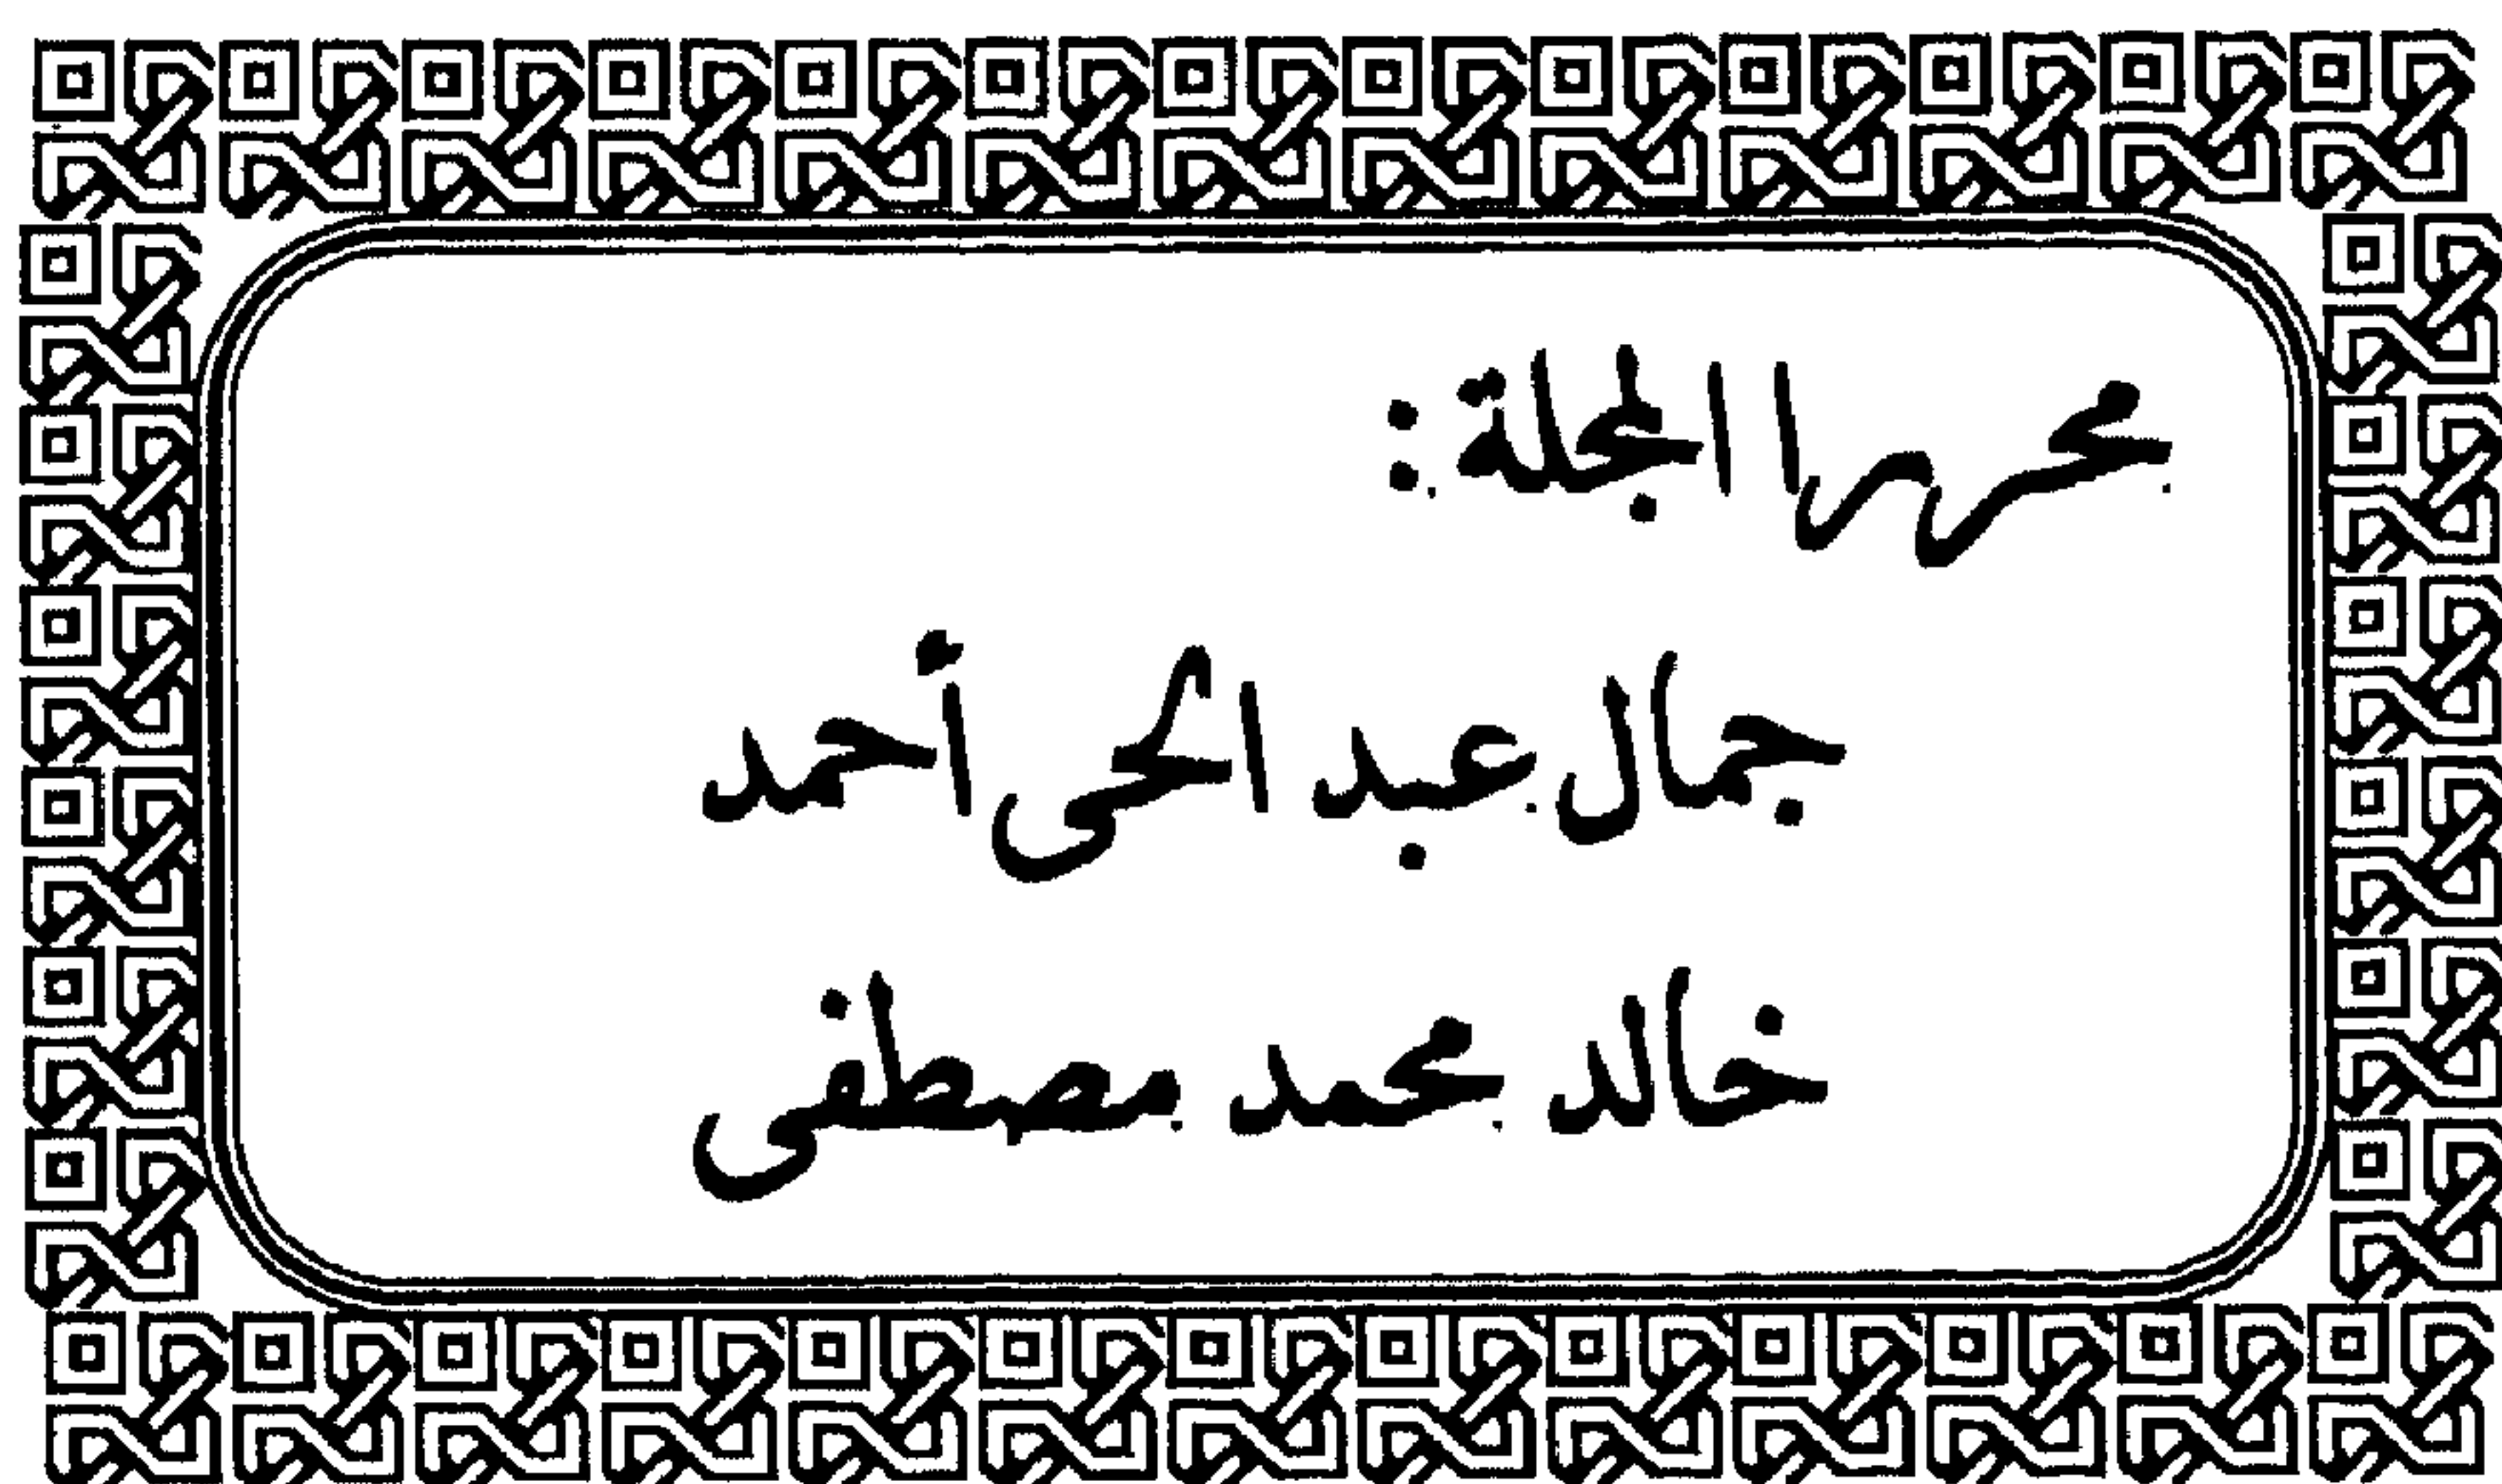 محررا المجلة :
جمال عبد الحى أحمد
خالد محمد مصطفى